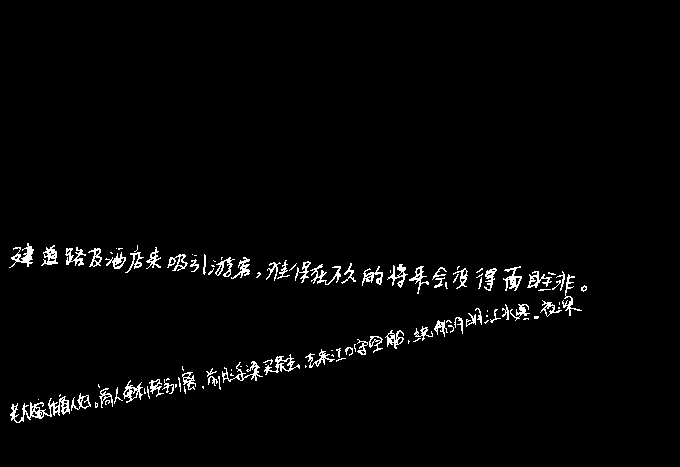 建道路及酒店来吸引游客,难保在不久的将来会变得面目全非。
老大嫁作商人妇。商人重利轻别离,前月浮梁买茶去。去来江口守空船,绕船月明江水寒。夜深